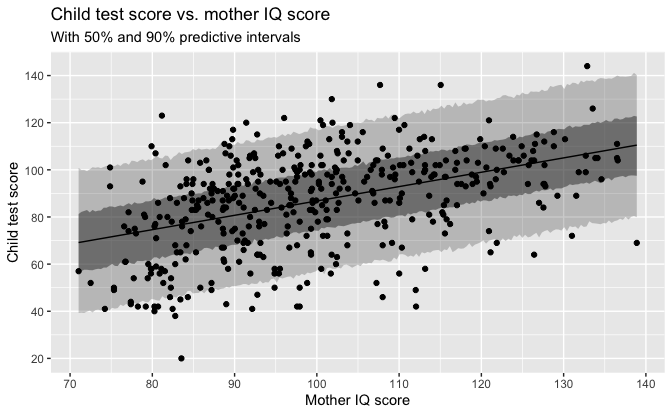 Child test score vs. mother IQ score
With 50% and 90% predictive intervals
Child test score
140
120
100
80
60
40
20
70 80 90 100 110 120 130 140
Mother IQ score